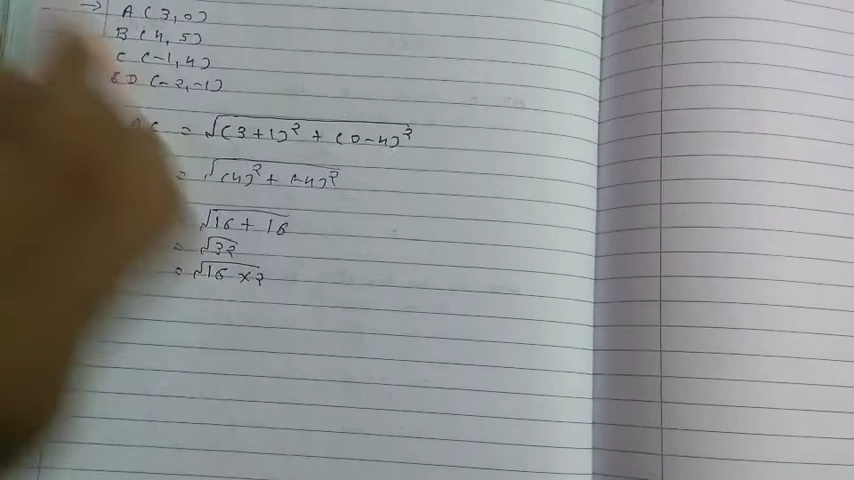 → A (3,0)
B (4,5)
C (-1,4)
& D (-2,-1)
AC = √(3+1)² + (0-4)²
= √(4)² + (-4)²
√16 + 16
= √32
= √16 × 2